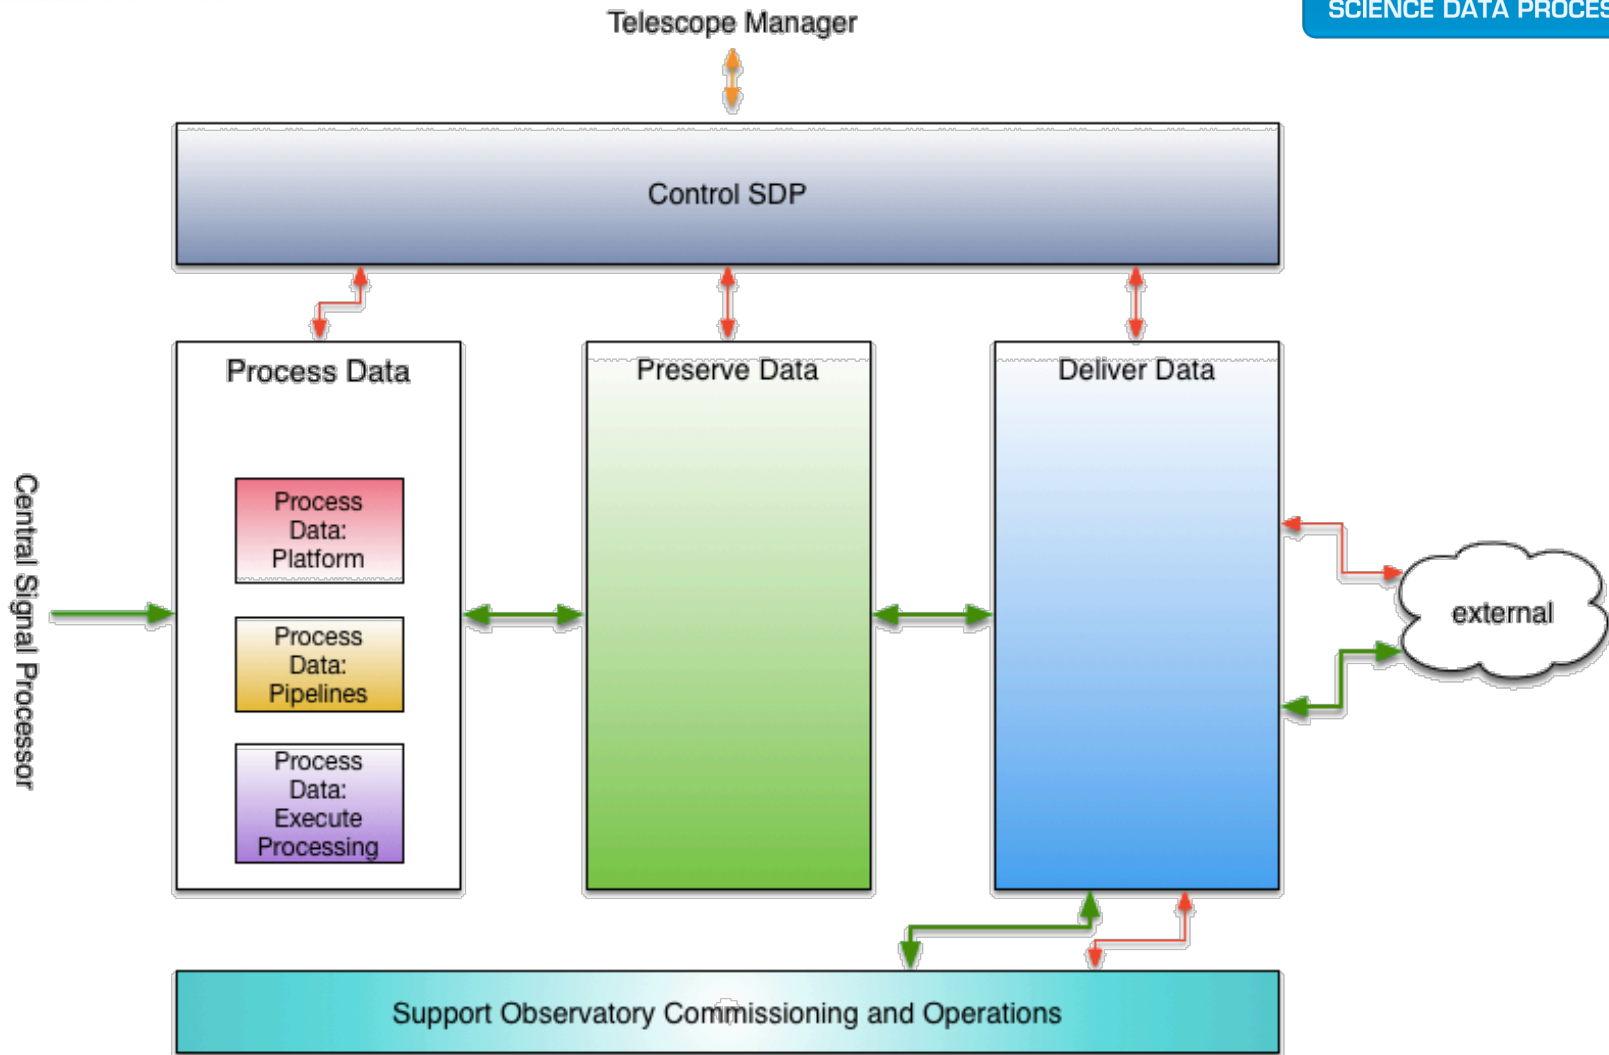 Telescope Manager
SCIENCE DATA
Control SDP
Process Data
Preserve Data
Deliver Data
Process
Data:
Platform
Process
Data:
Pipelines
Process
Data:
Execute
Processing
Central Signal Processor
external
Support Observatory Commissioning and Operations